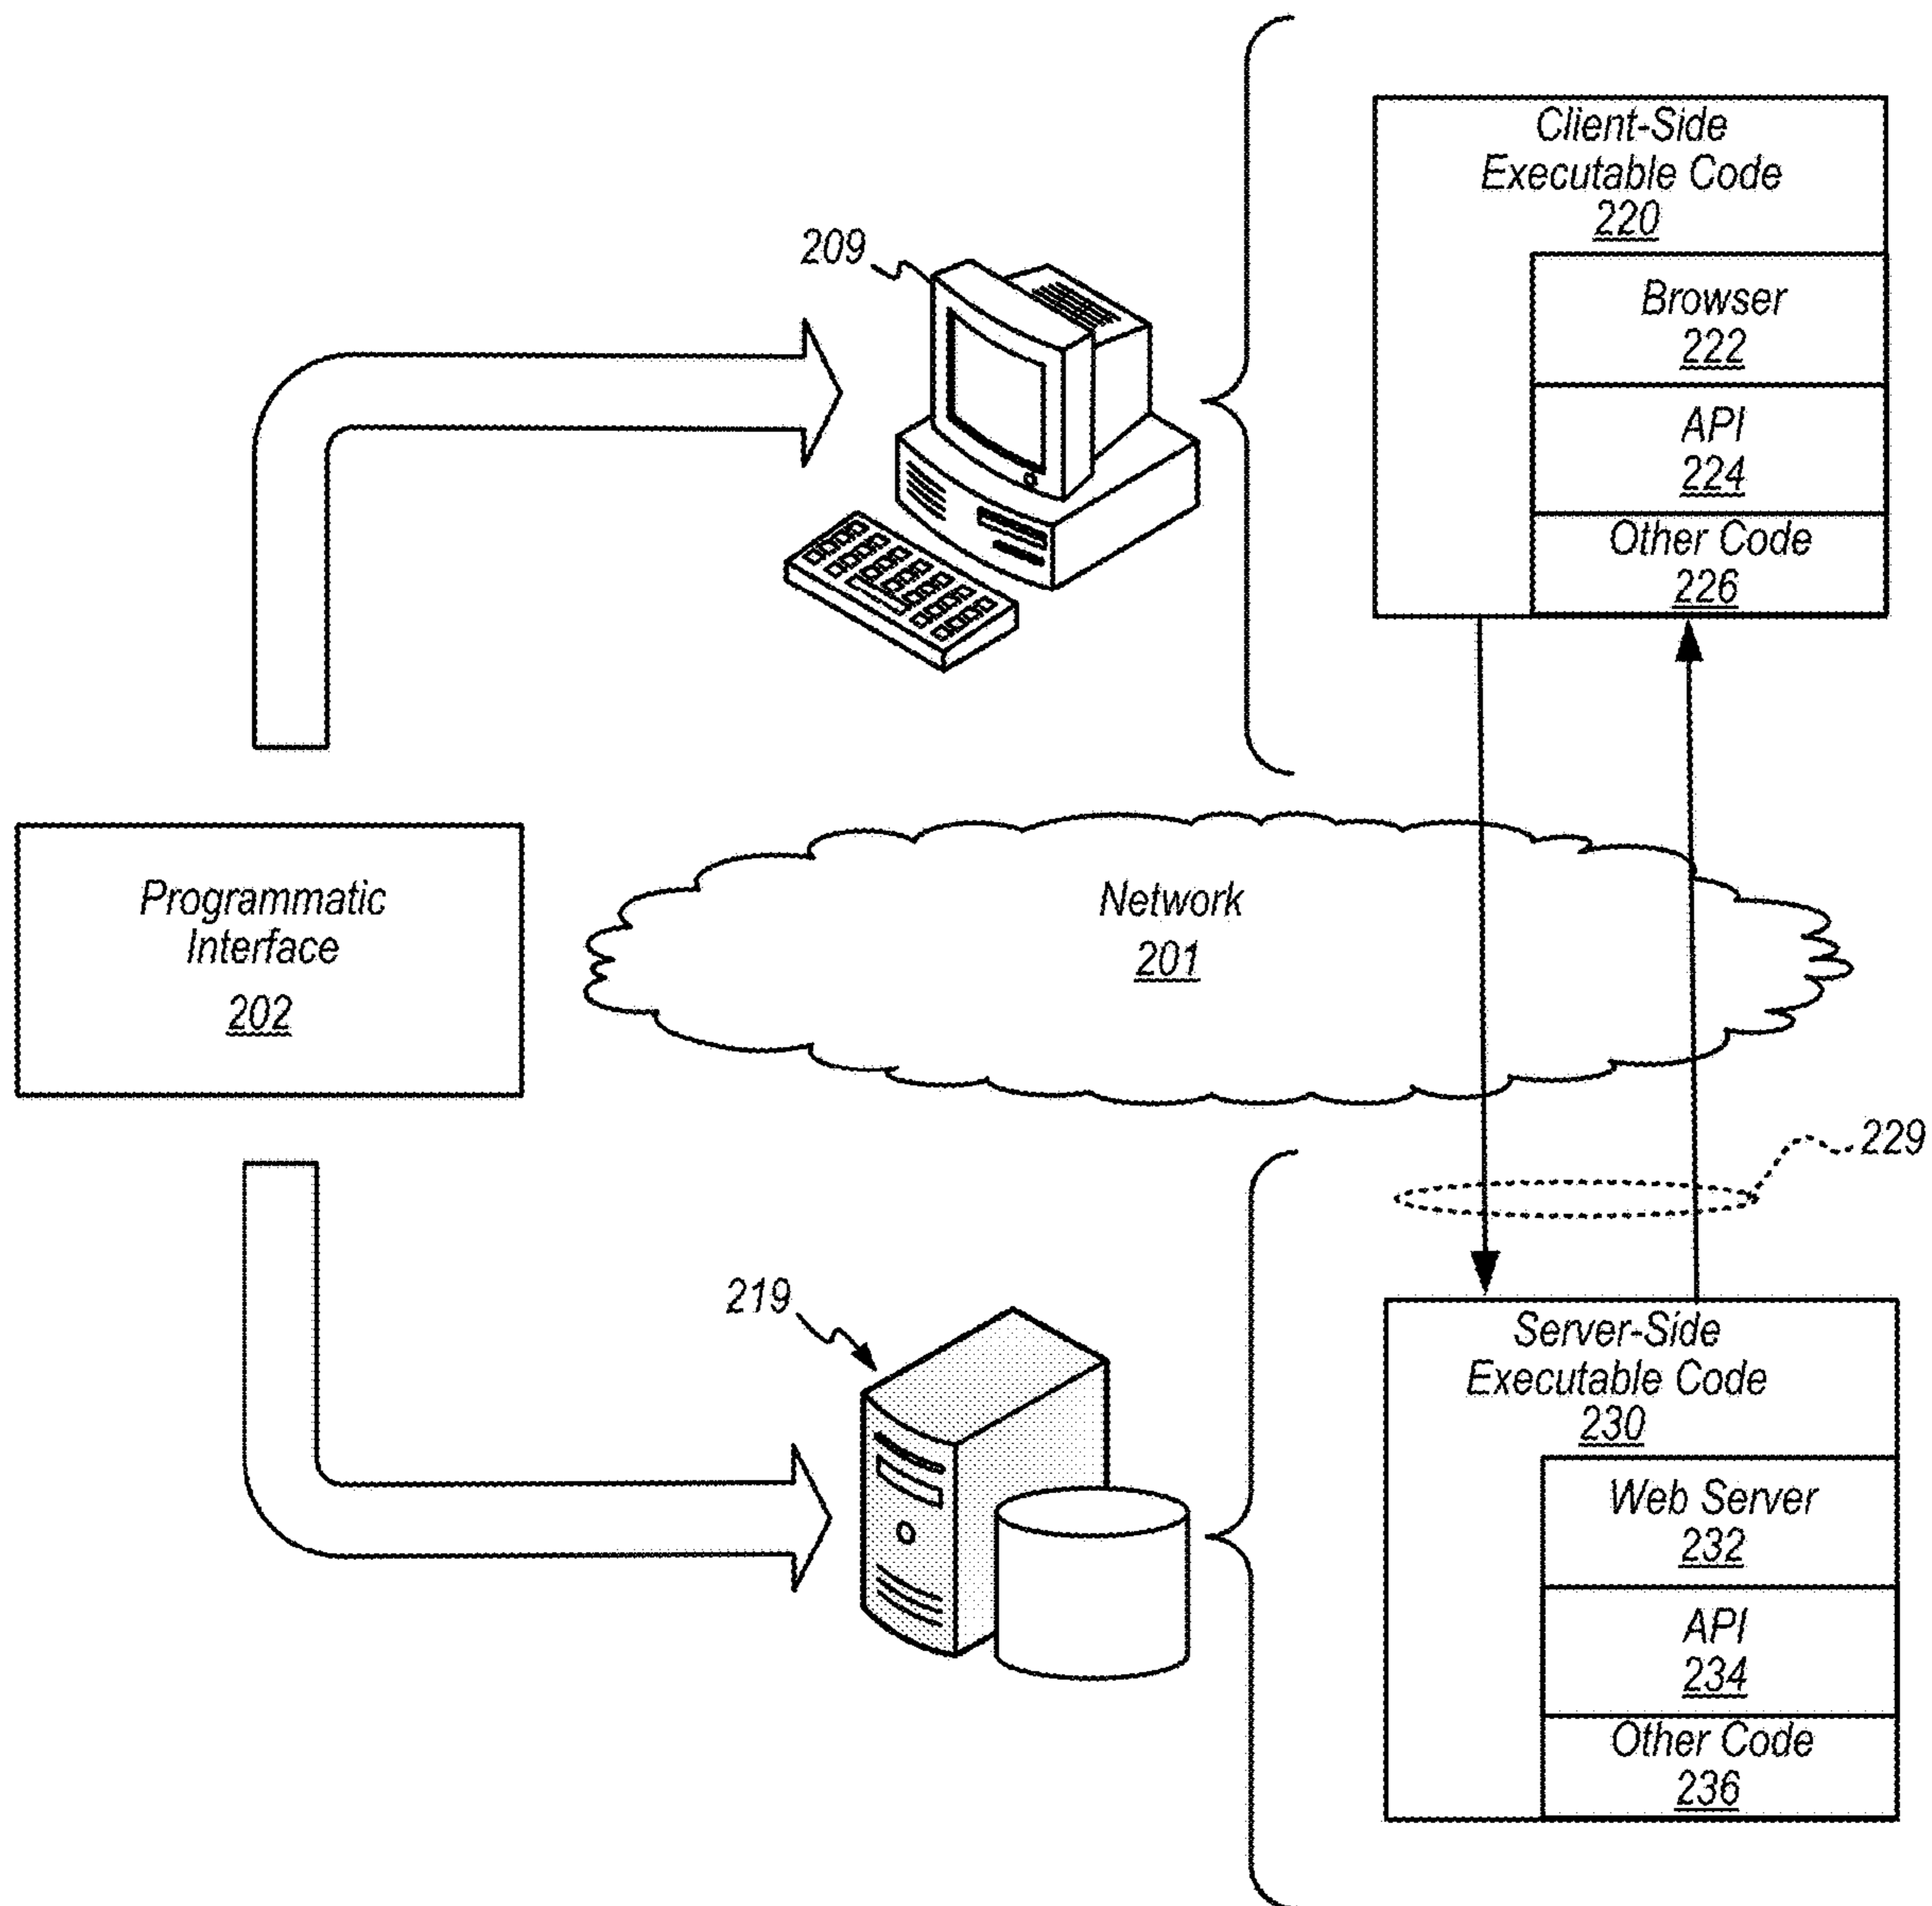 Client-Side
Executable Code
220
209
Browser
222
API
224
Other Code
226
Programmatic
Interface
202
Network
201
229
219
Server-Side
Executable Code
230
Web Server
232
API
234
Other Code
236